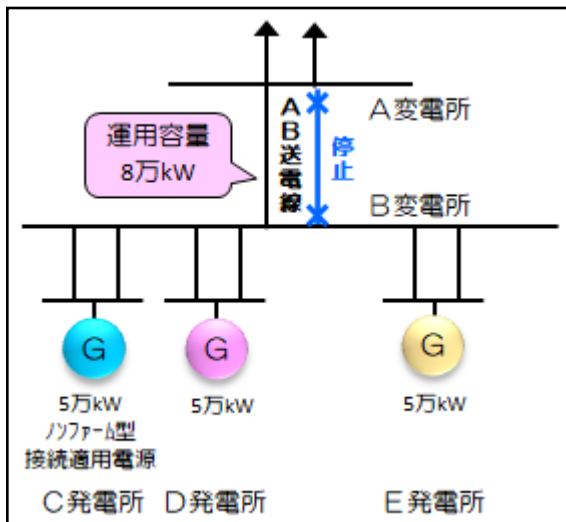 運用容量
8万kW
AB送電線
停止
A変電所
B変電所
G
G
G
5万kW
ノンファーム型
接続適用電源
5万kW
5万kW
C発電所
D発電所
E発電所